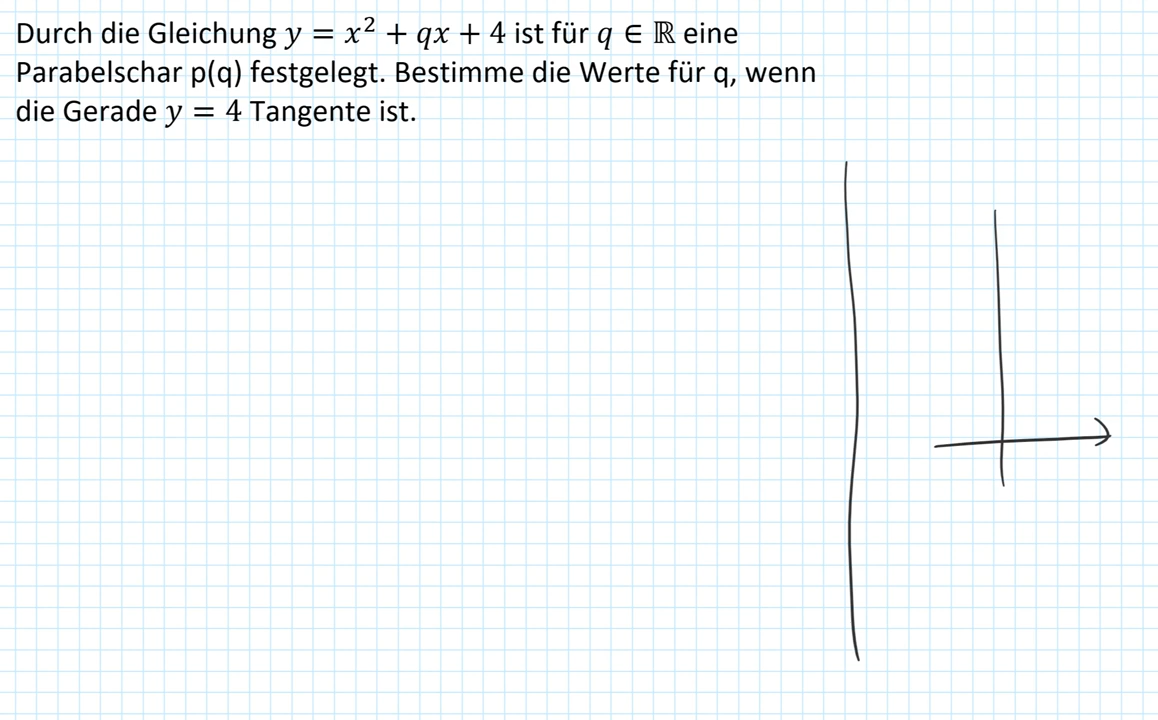 Durch die Gleichung y = x² + qx + 4 ist für q ∈ ℝ eine
Parabelschar p(q) festgelegt. Bestimme die Werte für q, wenn
die Gerade y = 4 Tangente ist.